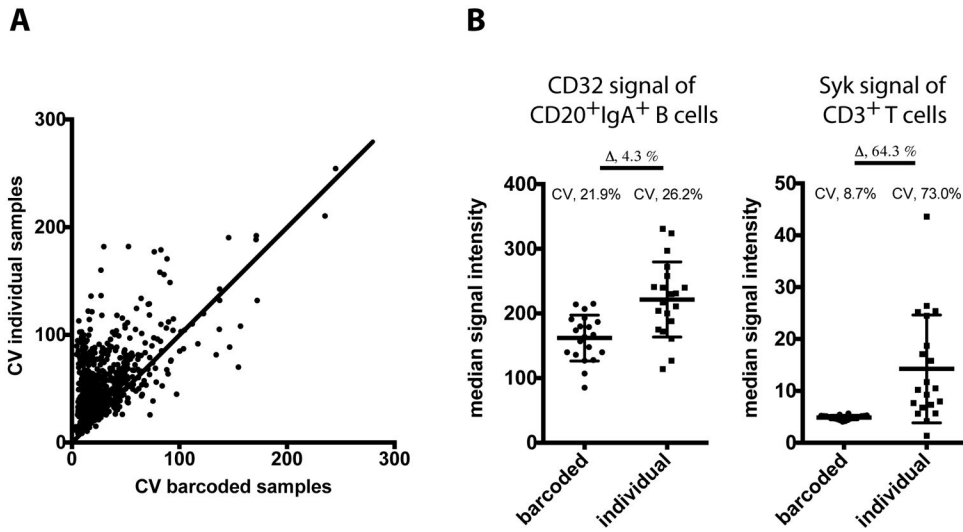 A
CV individual samples
300
200
100
0
0 100 200 300
CV barcoded samples
B
CD32 signal of
CD20⁺IgA⁺ B cells
Δ, 4.3 %
CV, 21.9% CV, 26.2%
median signal intensity
400
300
200
100
0
barcoded individual
Syk signal of
CD3⁺ T cells
Δ, 64.3 %
CV, 8.7% CV, 73.0%
median signal intensity
50
40
30
20
10
0
barcoded individual